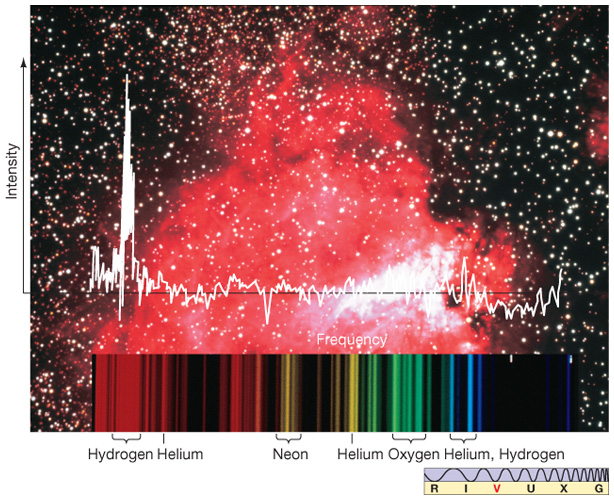 Intensity
Frequency
Hydrogen Helium Neon Helium Oxygen Helium, Hydrogen
R I V U X G